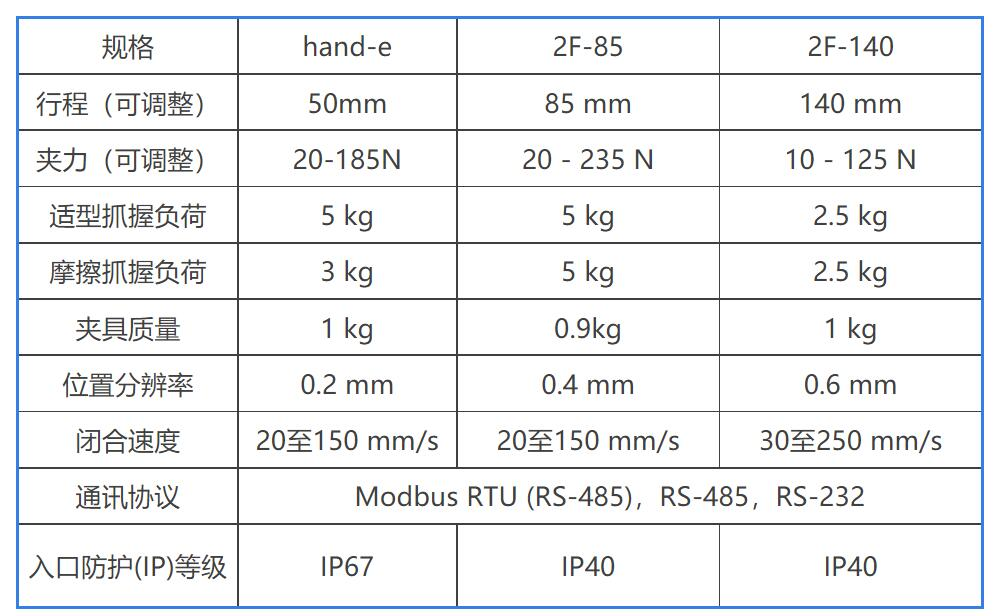 规格 hand-e 2F-85 2F-140
行程（可调整） 50mm 85 mm 140 mm
夹力（可调整） 20-185N 20 - 235 N 10 - 125 N
适型抓握负荷 5 kg 5 kg 2.5 kg
摩擦抓握负荷 3 kg 5 kg 2.5 kg
夹具质量 1 kg 0.9kg 1 kg
位置分辨率 0.2 mm 0.4 mm 0.6 mm
闭合速度 20至150 mm/s 20至150 mm/s 30至250 mm/s
通讯协议 Modbus RTU (RS-485)，RS-485，RS-232
入口防护(IP)等级 IP67 IP40 IP40